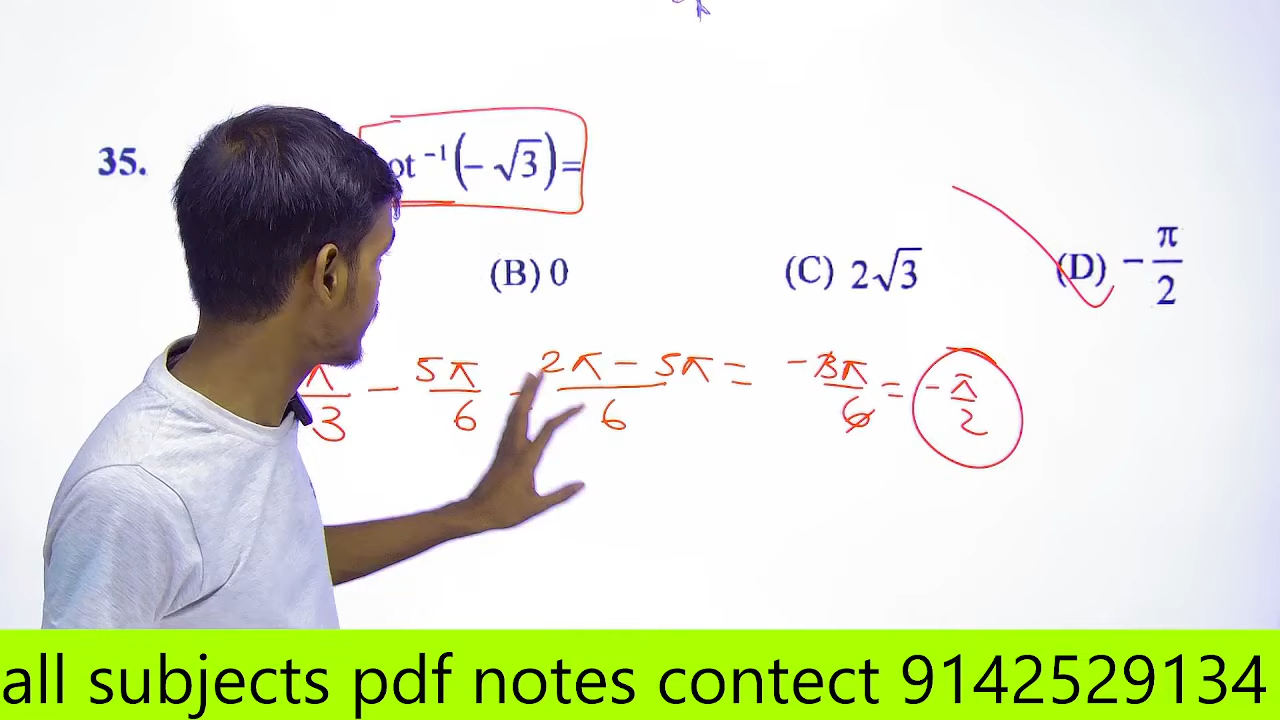 35. ot ⁻¹(− √3)=
(B) 0 (C) 2√3 (D) − π/2
π/3 − 5π/6 = 2π − 5π/6 = −3π/6 = − π/2
all subjects pdf notes contect 9142529134